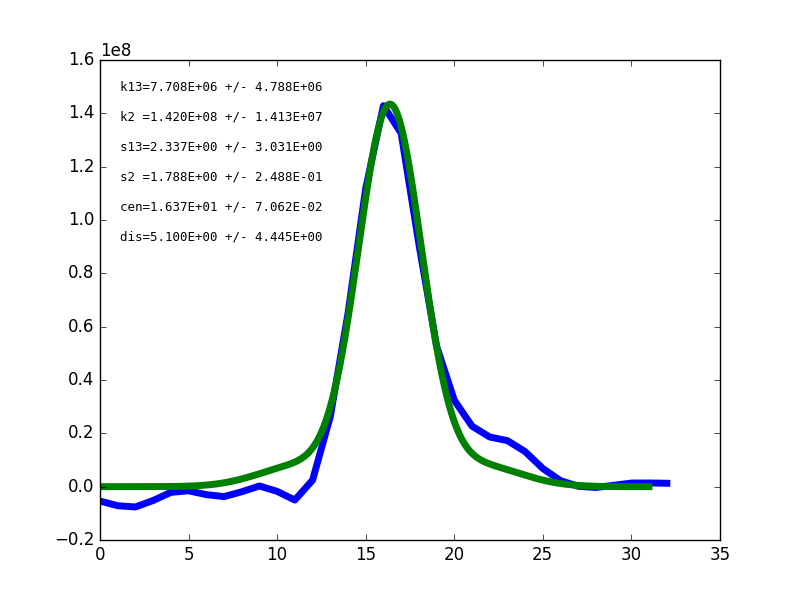 1e8
1.6
1.4
1.2
1.0
0.8
0.6
0.4
0.2
0.0
−0.2
k13=7.708E+06 +/- 4.788E+06
k2 =1.420E+08 +/- 1.413E+07
s13=2.337E+00 +/- 3.031E+00
s2 =1.788E+00 +/- 2.488E-01
cen=1.637E+01 +/- 7.062E-02
dis=5.100E+00 +/- 4.445E+00
0 5 10 15 20 25 30 35